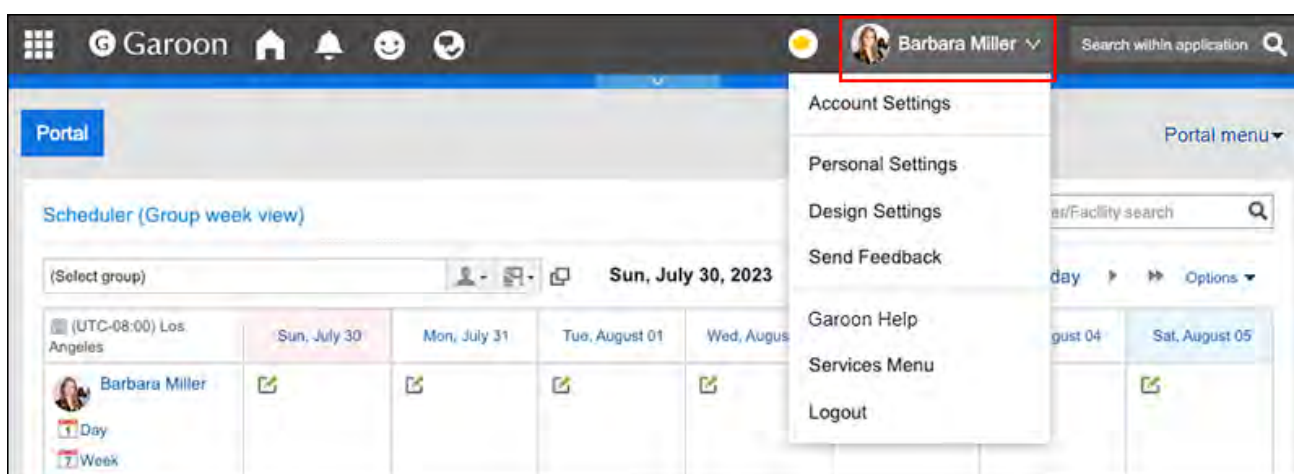 Garoon
Barbara Miller
Search within application
Portal
Portal menu
Account Settings
Personal Settings
Design Settings
Send Feedback
Garoon Help
Services Menu
Logout
Scheduler (Group week view)
er/Facility search
(Select group)
Sun, July 30, 2023
day
Options
(UTC-08:00) Los
Angeles
Sun, July 30
Mon, July 31
Tue, August 01
Wed, Augus
gust 04
Sat, August 05
Barbara Miller
1 Day
7 Week